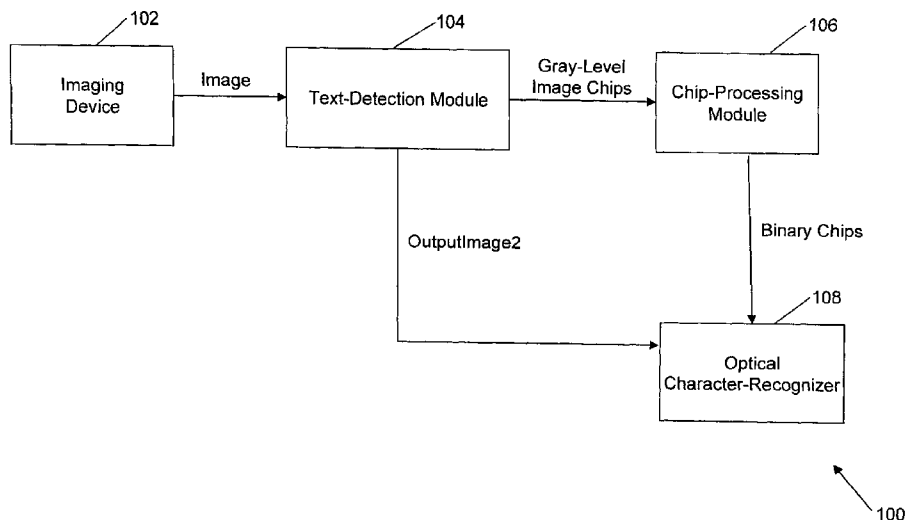 102
104
106
Imaging
Device
Image
Text-Detection Module
Gray-Level
Image Chips
Chip-Processing
Module
OutputImage2
Binary Chips
108
Optical
Character-Recognizer
100